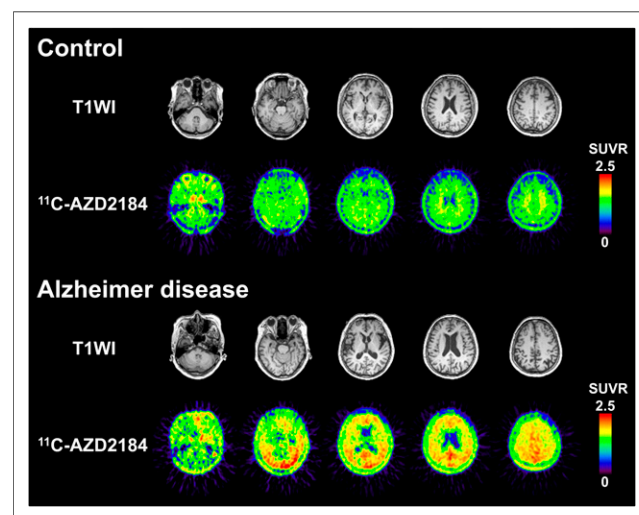 Control
T1WI
SUVR
2.5
¹¹C-AZD2184
0
Alzheimer disease
T1WI
SUVR
2.5
¹¹C-AZD2184
0